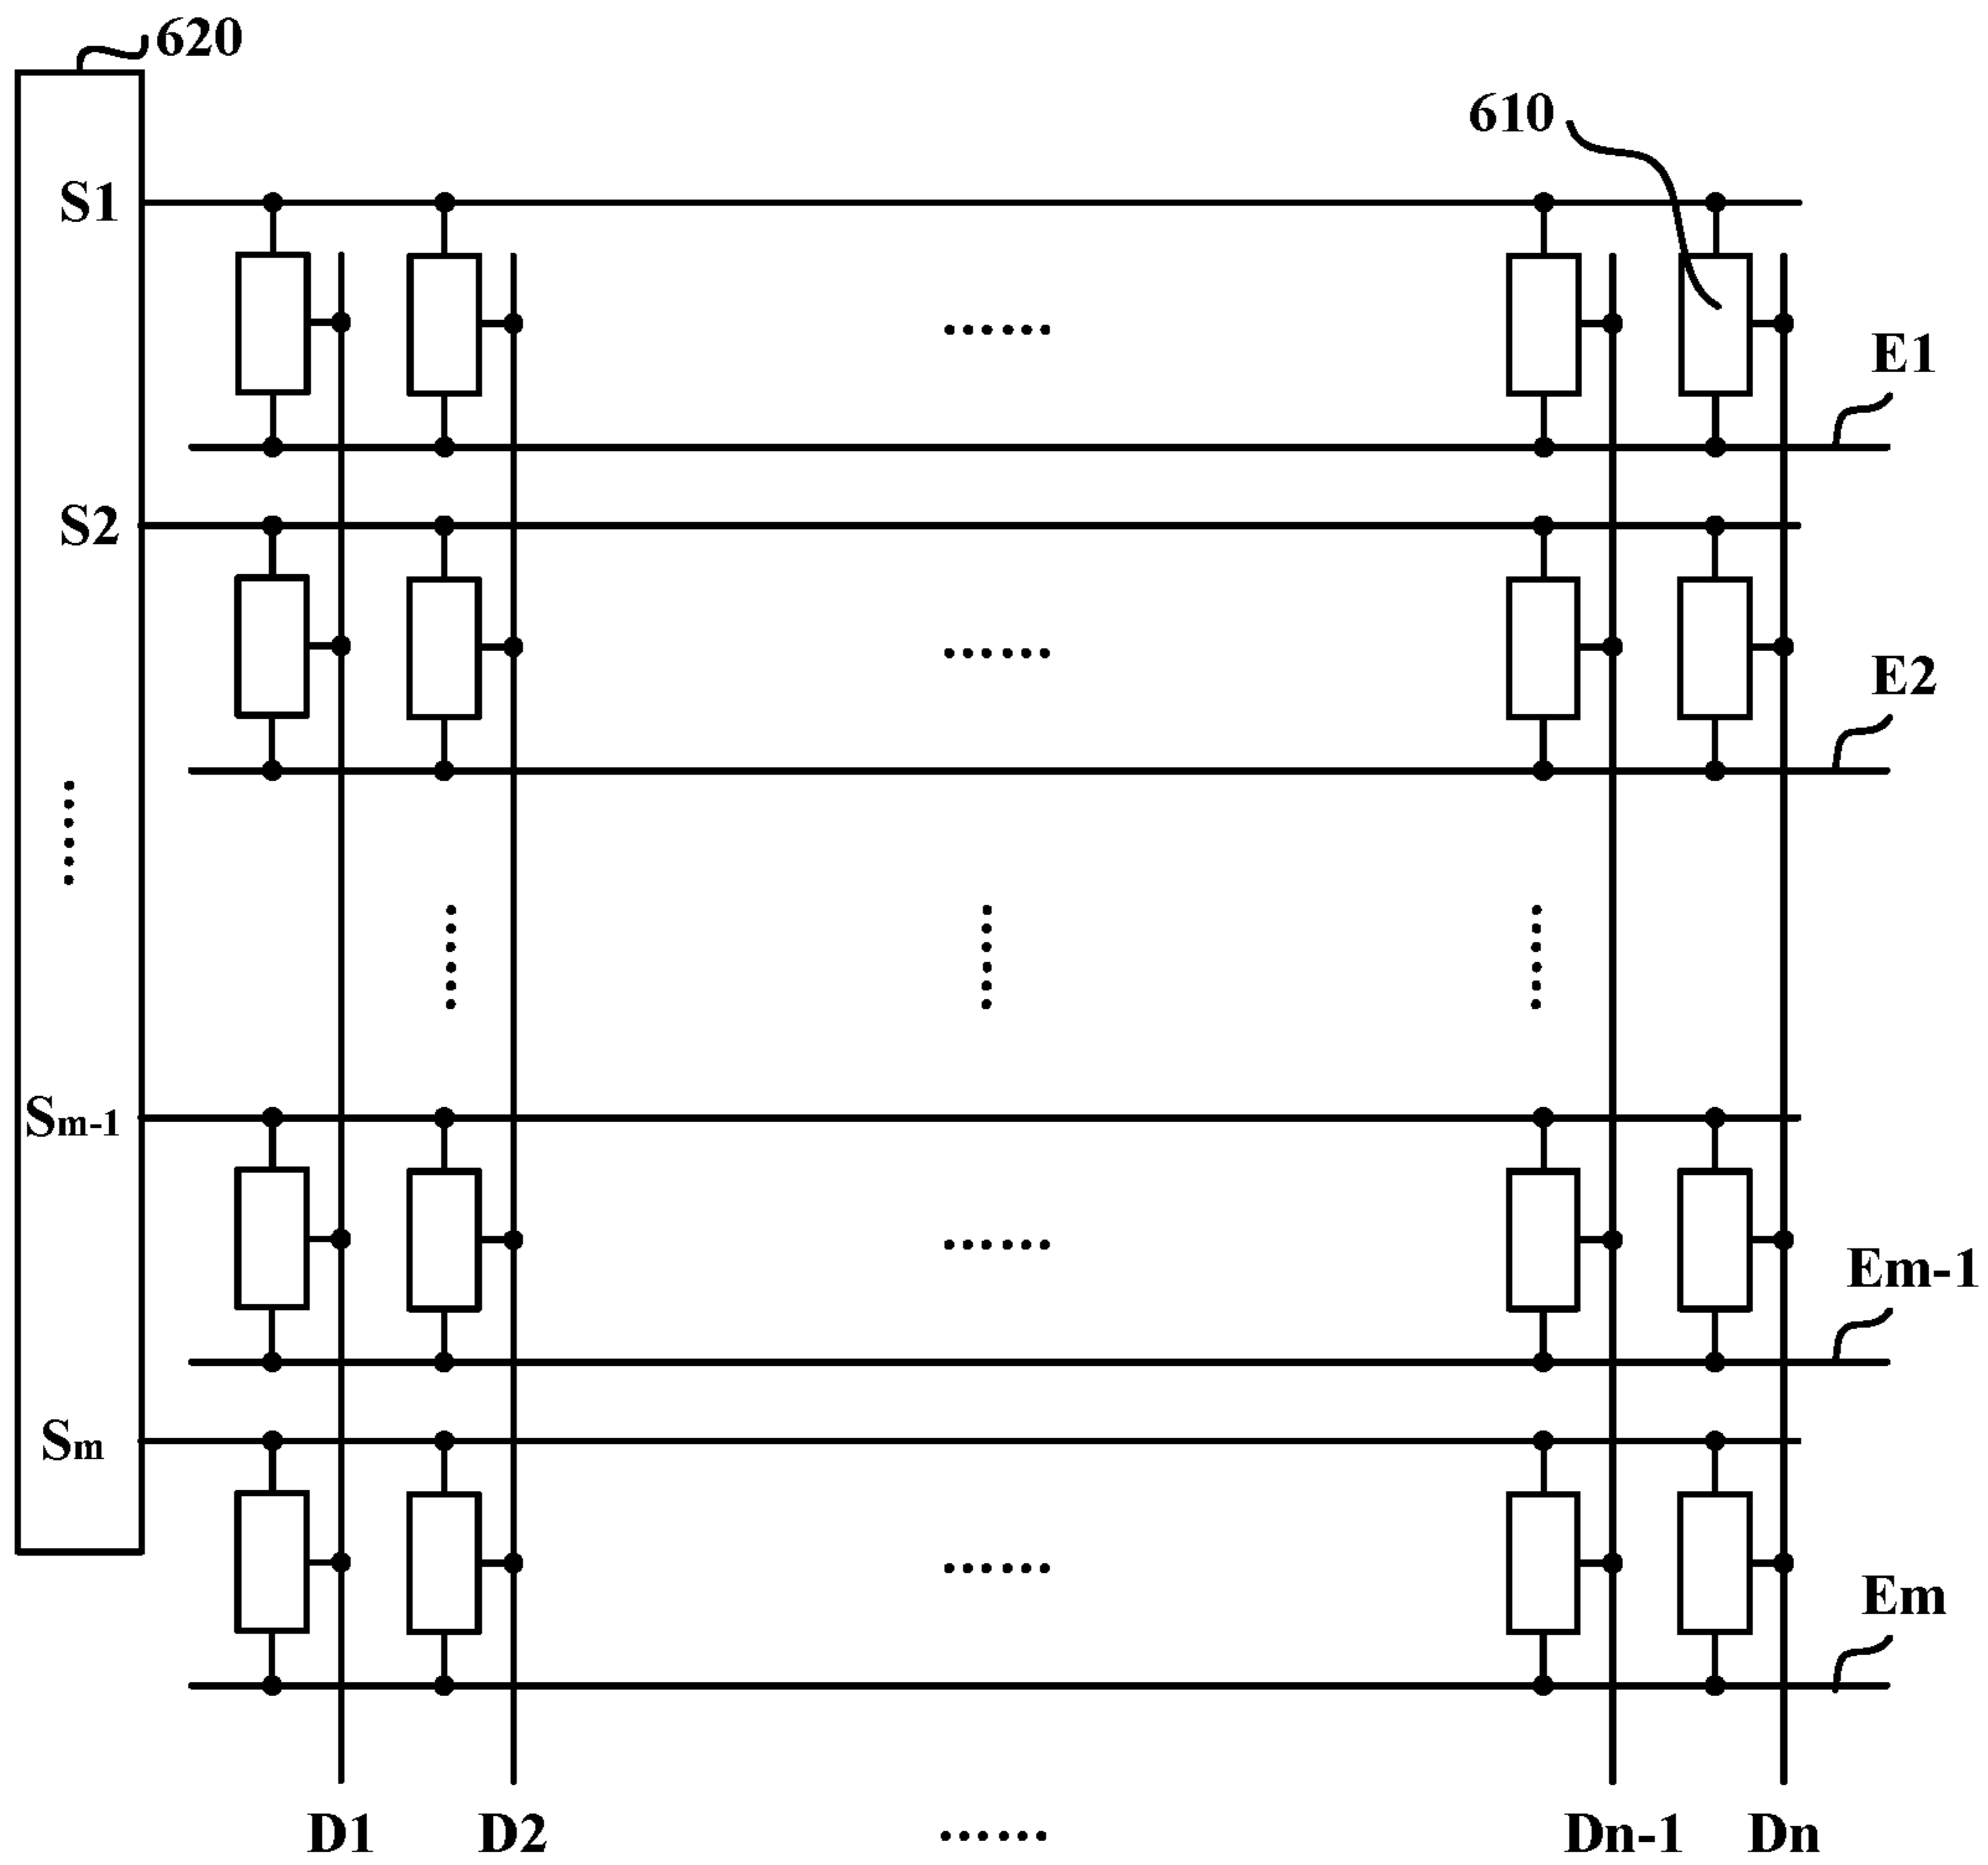 620
610
S1
E1
S2
E2
Sm-1
Em-1
Sm
Em
D1 D2 ...... Dn-1 Dn